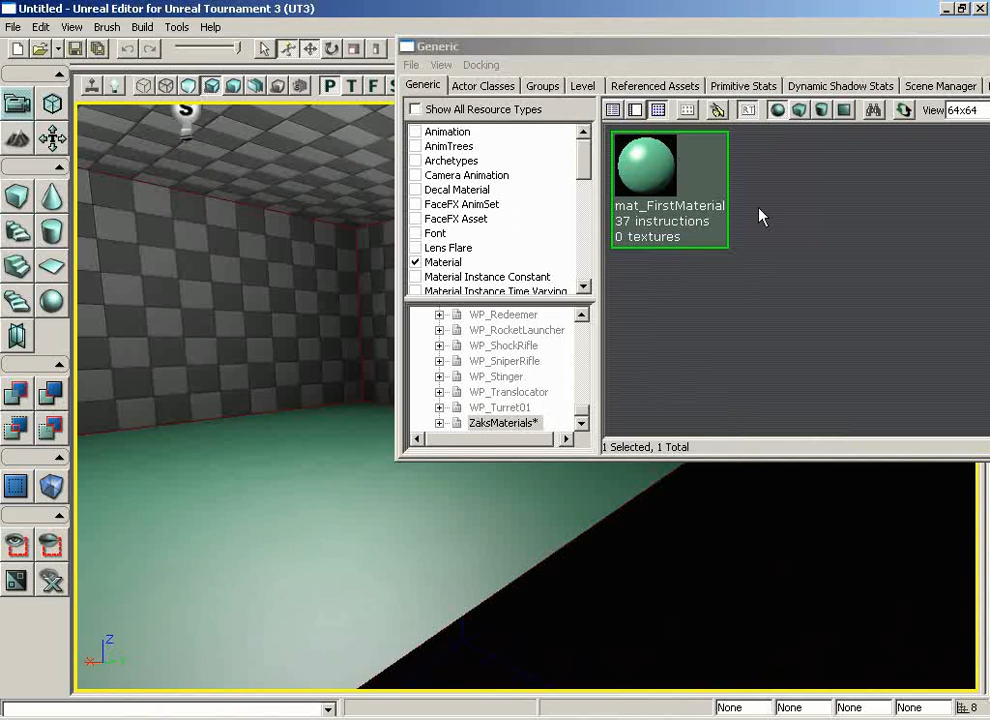 Untitled - Unreal Editor for Unreal Tournament 3 (UT3)
File Edit View Brush Build Tools Help
Generic
File View Docking
Generic Actor Classes Groups Level Referenced Assets Primitive Stats Dynamic Shadow Stats Scene Manager
P T F S
Show All Resource Types
RT
View 64x64
Animation
AnimTrees
Archetypes
Camera Animation
Decal Material
FaceFX AnimSet
FaceFX Asset
Font
Lens Flare
Material
Material Instance Constant
Material Instance Time Varying
mat_FirstMaterial
37 instructions
0 textures
WP_Redeemer
WP_RocketLauncher
WP_ShockRifle
WP_SniperRifle
WP_Stinger
WP_Translocator
WP_Turret01
ZaksMaterials*
1 Selected, 1 Total
S
Z
X
Y
None None None None 8